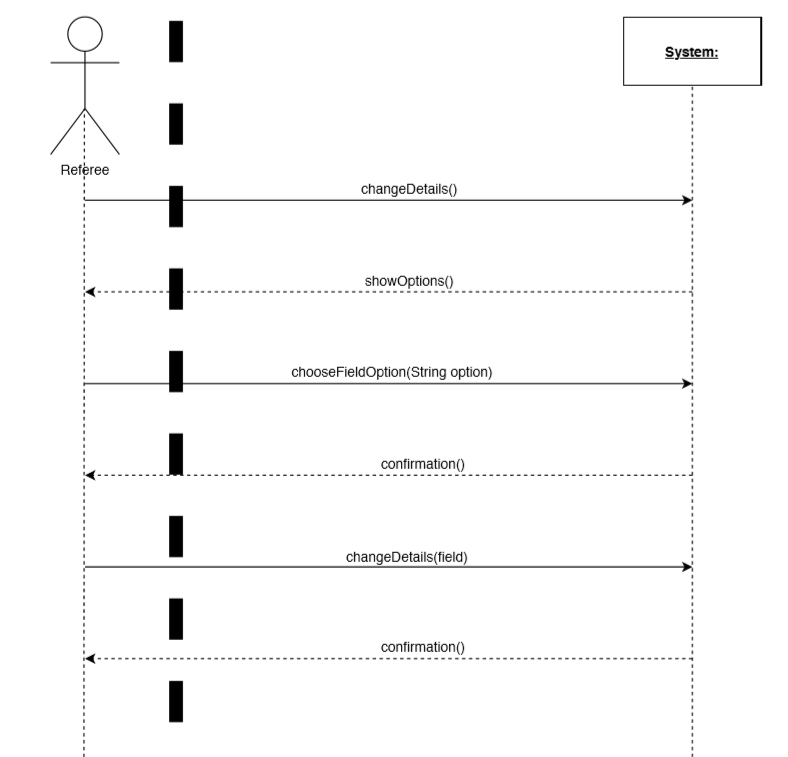 System:
Referee
changeDetails()
showOptions()
chooseFieldOption(String option)
confirmation()
changeDetails(field)
confirmation()